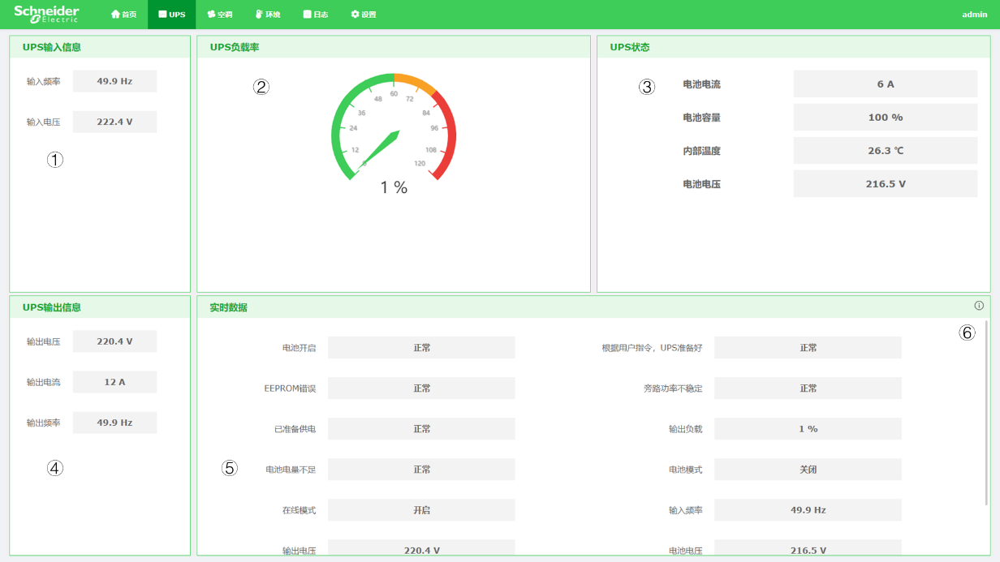 Schneider Electric
首页
UPS
空调
环境
日志
设置
admin
UPS输入信息
输入频率 49.9 Hz
输入电压 222.4 V
①
UPS负载率
②
0
12
24
36
48
60
72
84
96
108
120
1 %
UPS状态
③
电池电流 6 A
电池容量 100 %
内部温度 26.3 ℃
电池电压 216.5 V
UPS输出信息
输出电压 220.4 V
输出电流 12 A
输出频率 49.9 Hz
④
实时数据
⑥
电池开启 正常 根据用户指令，UPS准备好 正常
EEPROM错误 正常 旁路功率不稳定 正常
已准备供电 正常 输出负载 1 %
⑤
电池电量不足 正常 电池模式 关闭
在线模式 开启 输入频率 49.9 Hz
输出电压 220.4 V 电池电压 216.5 V